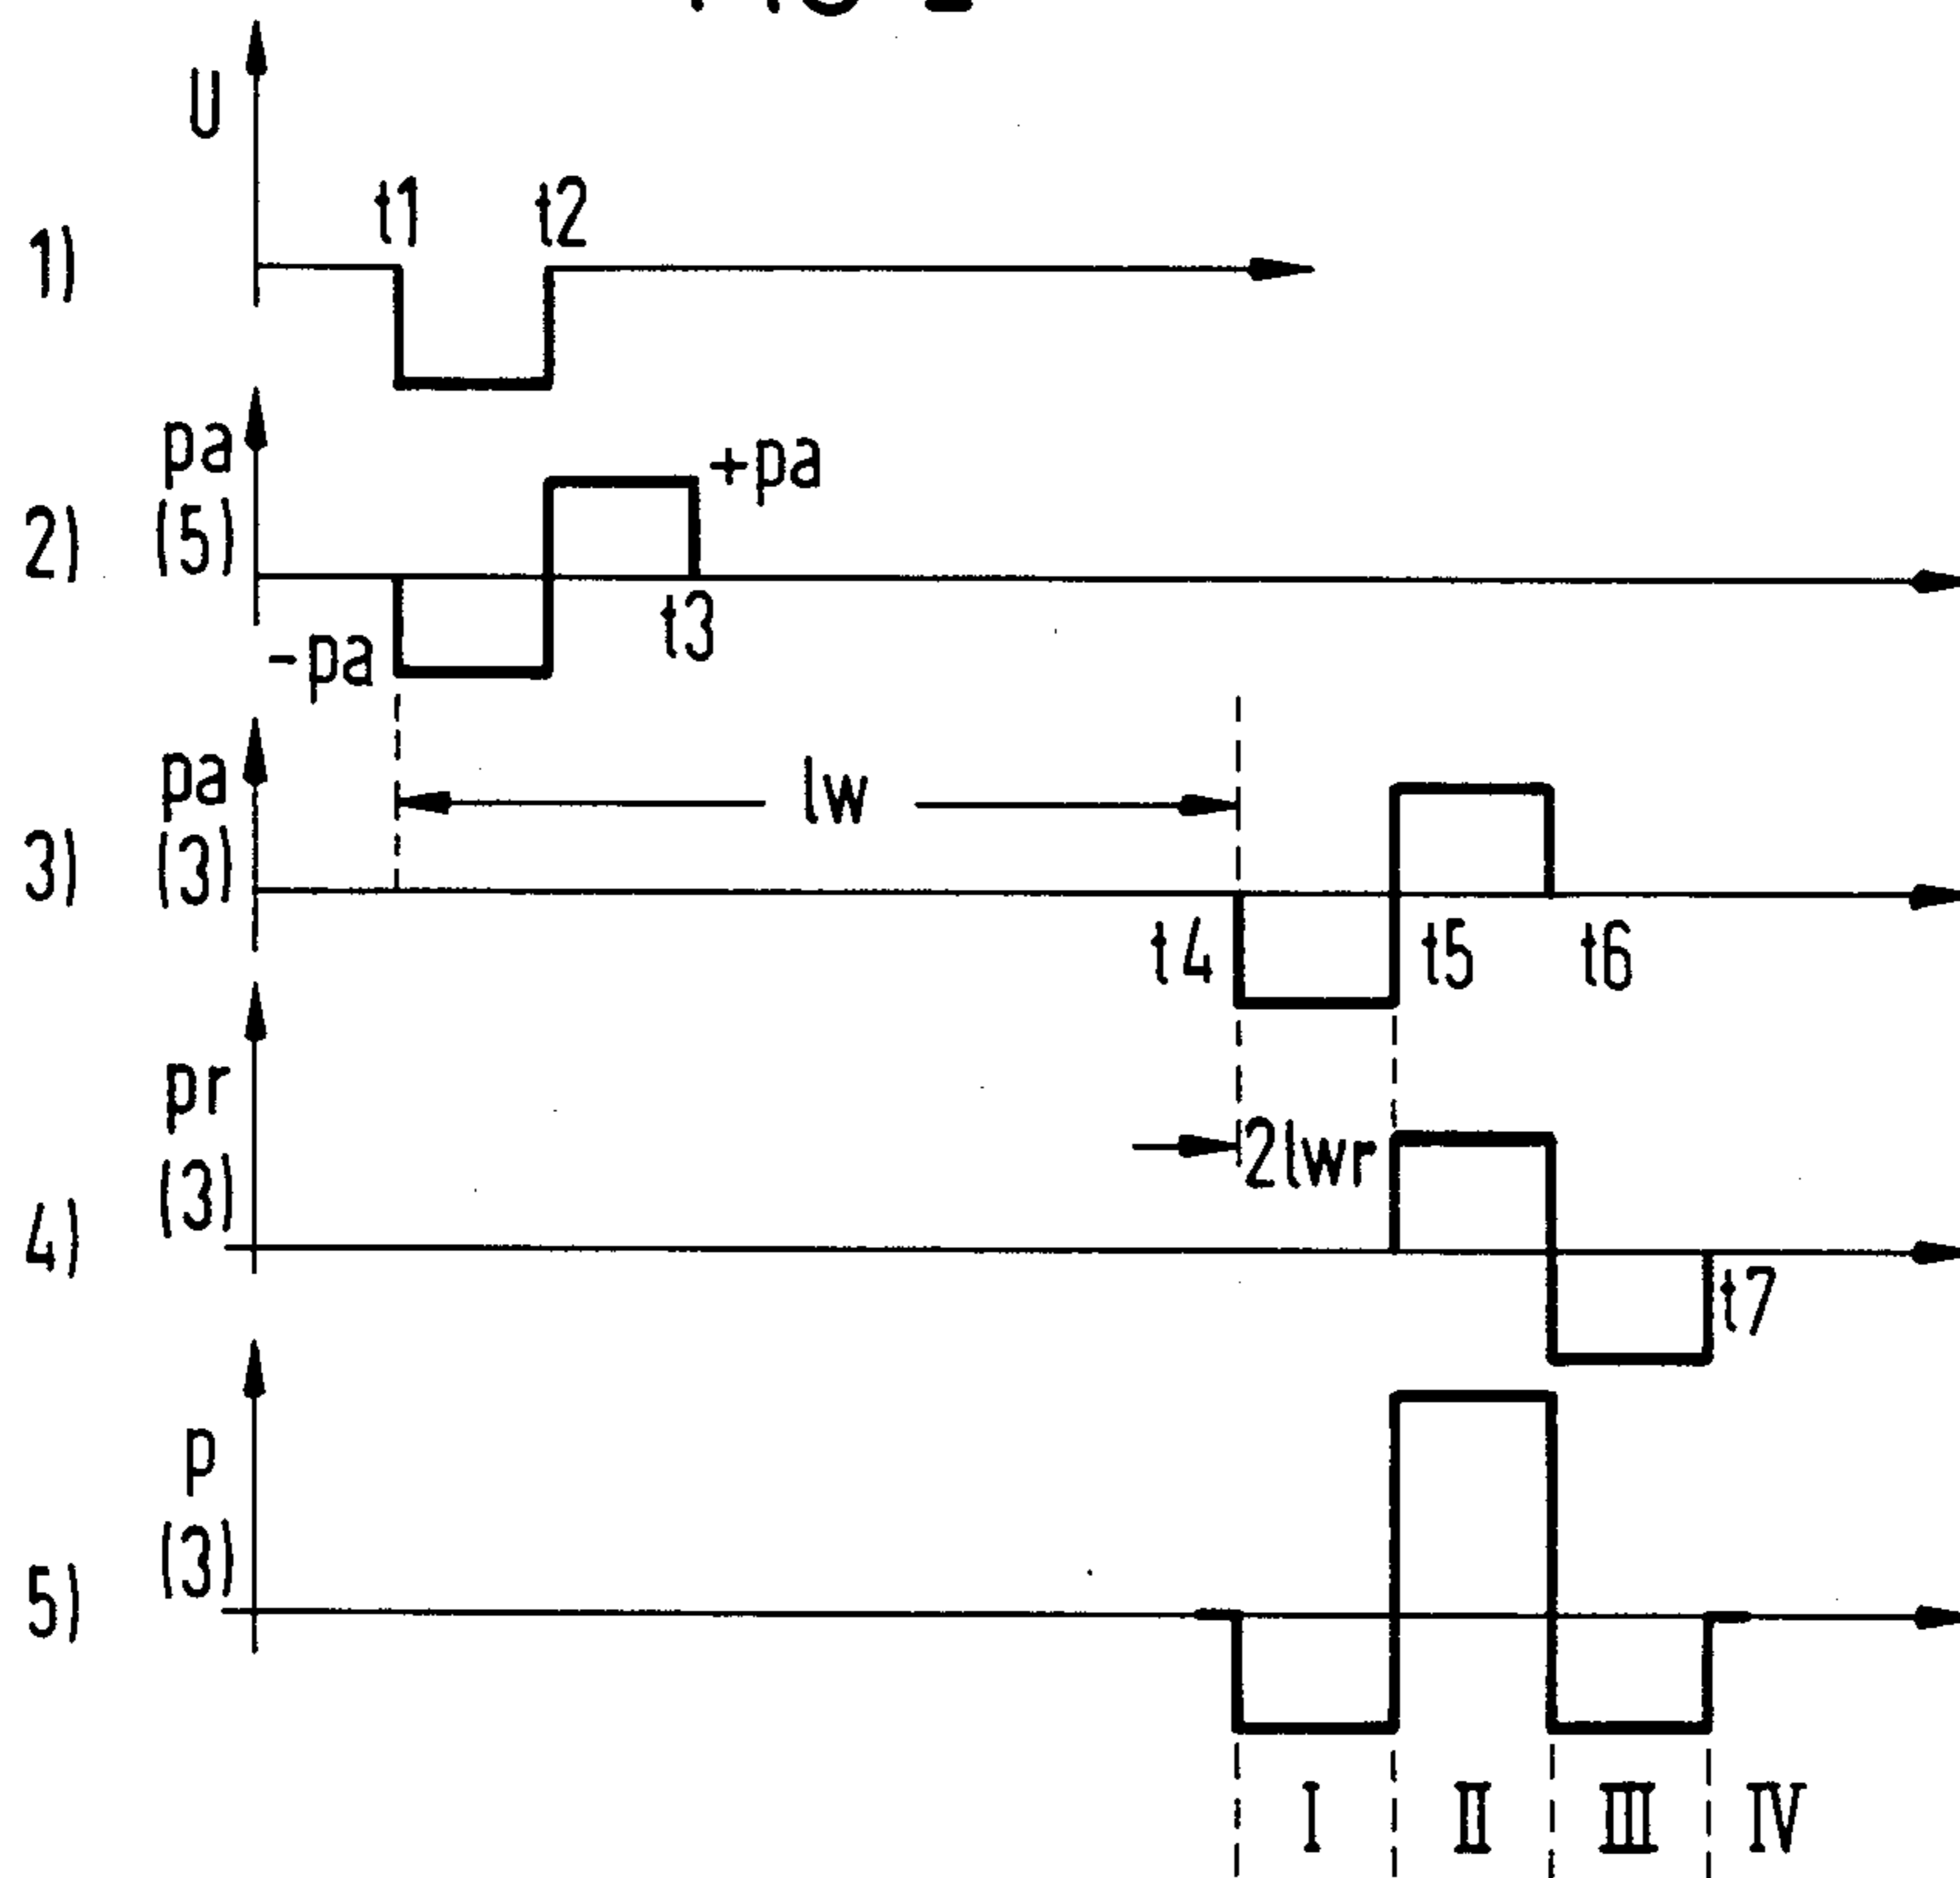 U
t1 t2
1)
pa
(5)
+pa
2)
-pa
t3
pa
(3)
lw
3)
t4 t5 t6
pr
(3)
2lwr
4)
t7
p
(3)
5)
I II III IV